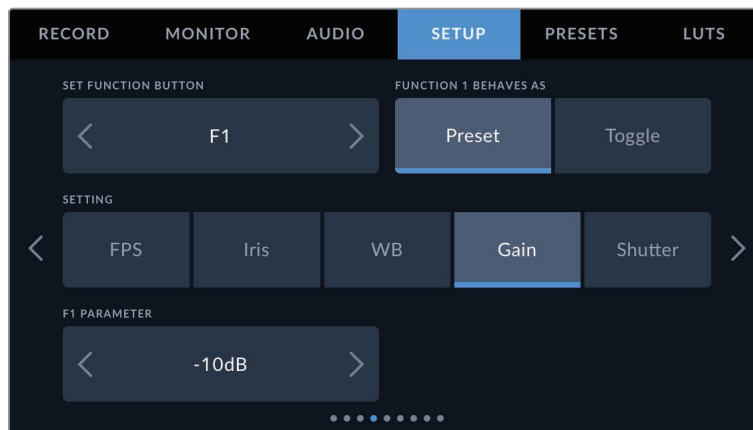 RECORD MONITOR AUDIO SETUP PRESETS LUTS
SET FUNCTION BUTTON FUNCTION 1 BEHAVES AS
F1 Preset Toggle
SETTING
FPS Iris WB Gain Shutter
F1 PARAMETER
-10dB